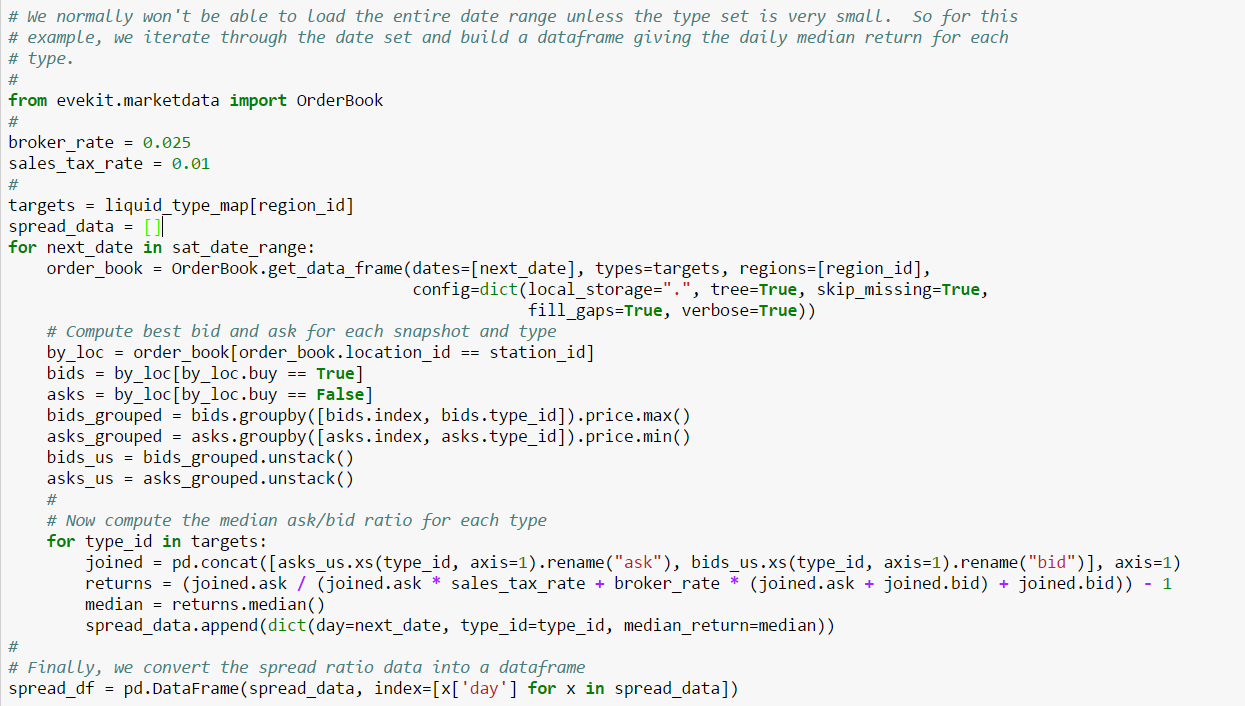 # We normally won't be able to load the entire date range unless the type set is very small.  So for this
# example, we iterate through the date set and build a dataframe giving the daily median return for each
# type.
#
from evekit.marketdata import OrderBook
#
broker_rate = 0.025
sales_tax_rate = 0.01
#
targets = liquid_type_map[region_id]
spread_data = []
for next_date in sat_date_range:
    order_book = OrderBook.get_data_frame(dates=[next_date], types=targets, regions=[region_id],
                                          config=dict(local_storage=".", tree=True, skip_missing=True,
                                                      fill_gaps=True, verbose=True))
    # Compute best bid and ask for each snapshot and type
    by_loc = order_book[order_book.location_id == station_id]
    bids = by_loc[by_loc.buy == True]
    asks = by_loc[by_loc.buy == False]
    bids_grouped = bids.groupby([bids.index, bids.type_id]).price.max()
    asks_grouped = asks.groupby([asks.index, asks.type_id]).price.min()
    bids_us = bids_grouped.unstack()
    asks_us = asks_grouped.unstack()
    #
    # Now compute the median ask/bid ratio for each type
    for type_id in targets:
        joined = pd.concat([asks_us.xs(type_id, axis=1).rename("ask"), bids_us.xs(type_id, axis=1).rename("bid")], axis=1)
        returns = (joined.ask / (joined.ask * sales_tax_rate + broker_rate * (joined.ask + joined.bid) + joined.bid)) - 1
        median = returns.median()
        spread_data.append(dict(day=next_date, type_id=type_id, median_return=median))
#
# Finally, we convert the spread ratio data into a dataframe
spread_df = pd.DataFrame(spread_data, index=[x['day'] for x in spread_data])